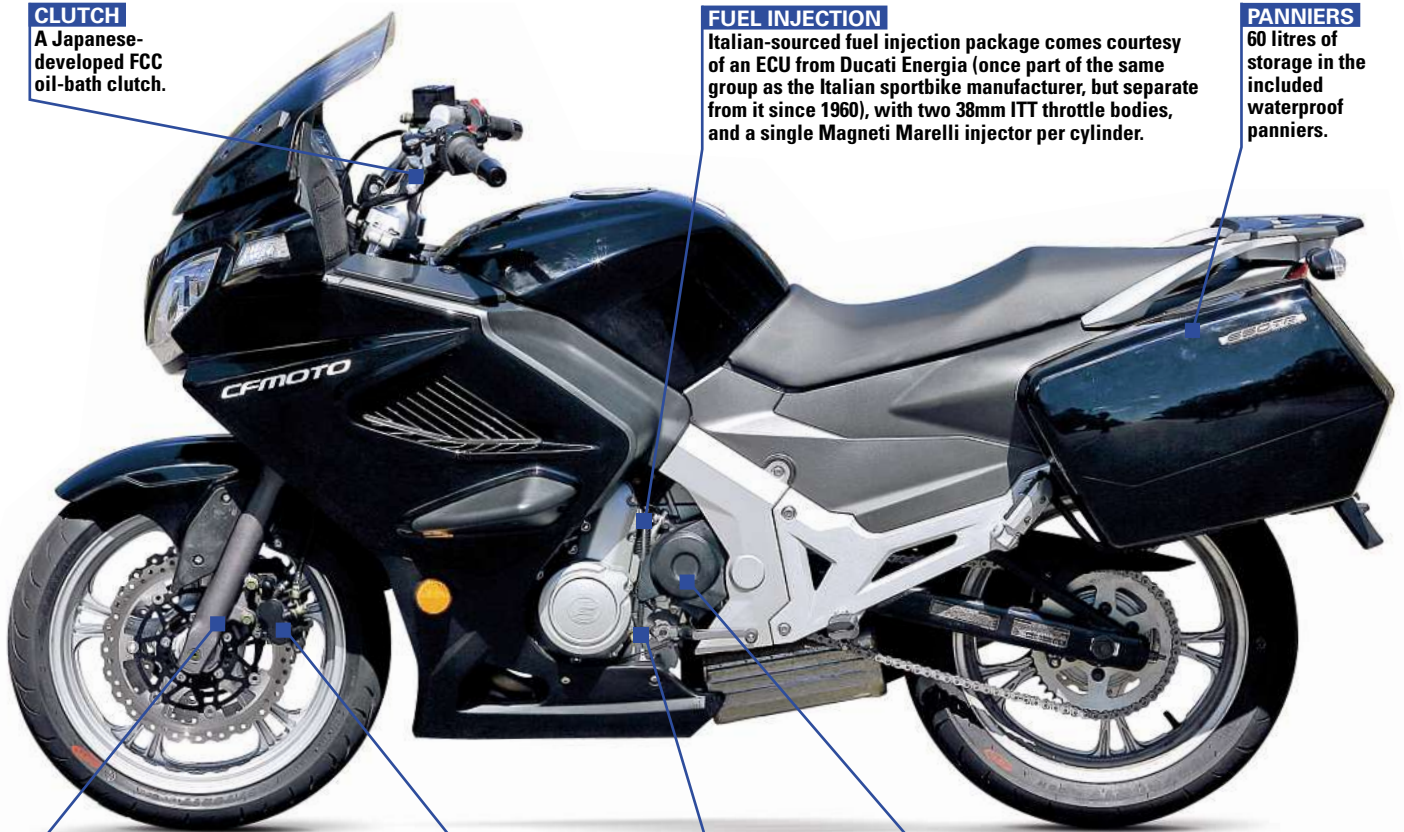 CLUTCH
A Japanese-
developed FCC
oil-bath clutch.
FUEL INJECTION
Italian-sourced fuel injection package comes courtesy
of an ECU from Ducati Energia (once part of the same
group as the Italian sportbike manufacturer, but separate
from it since 1960), with two 38mm ITT throttle bodies,
and a single Magneti Marelli injector per cylinder.
PANNIERS
60 litres of
storage in the
included
waterproof
panniers.
CFMOTO
650TR